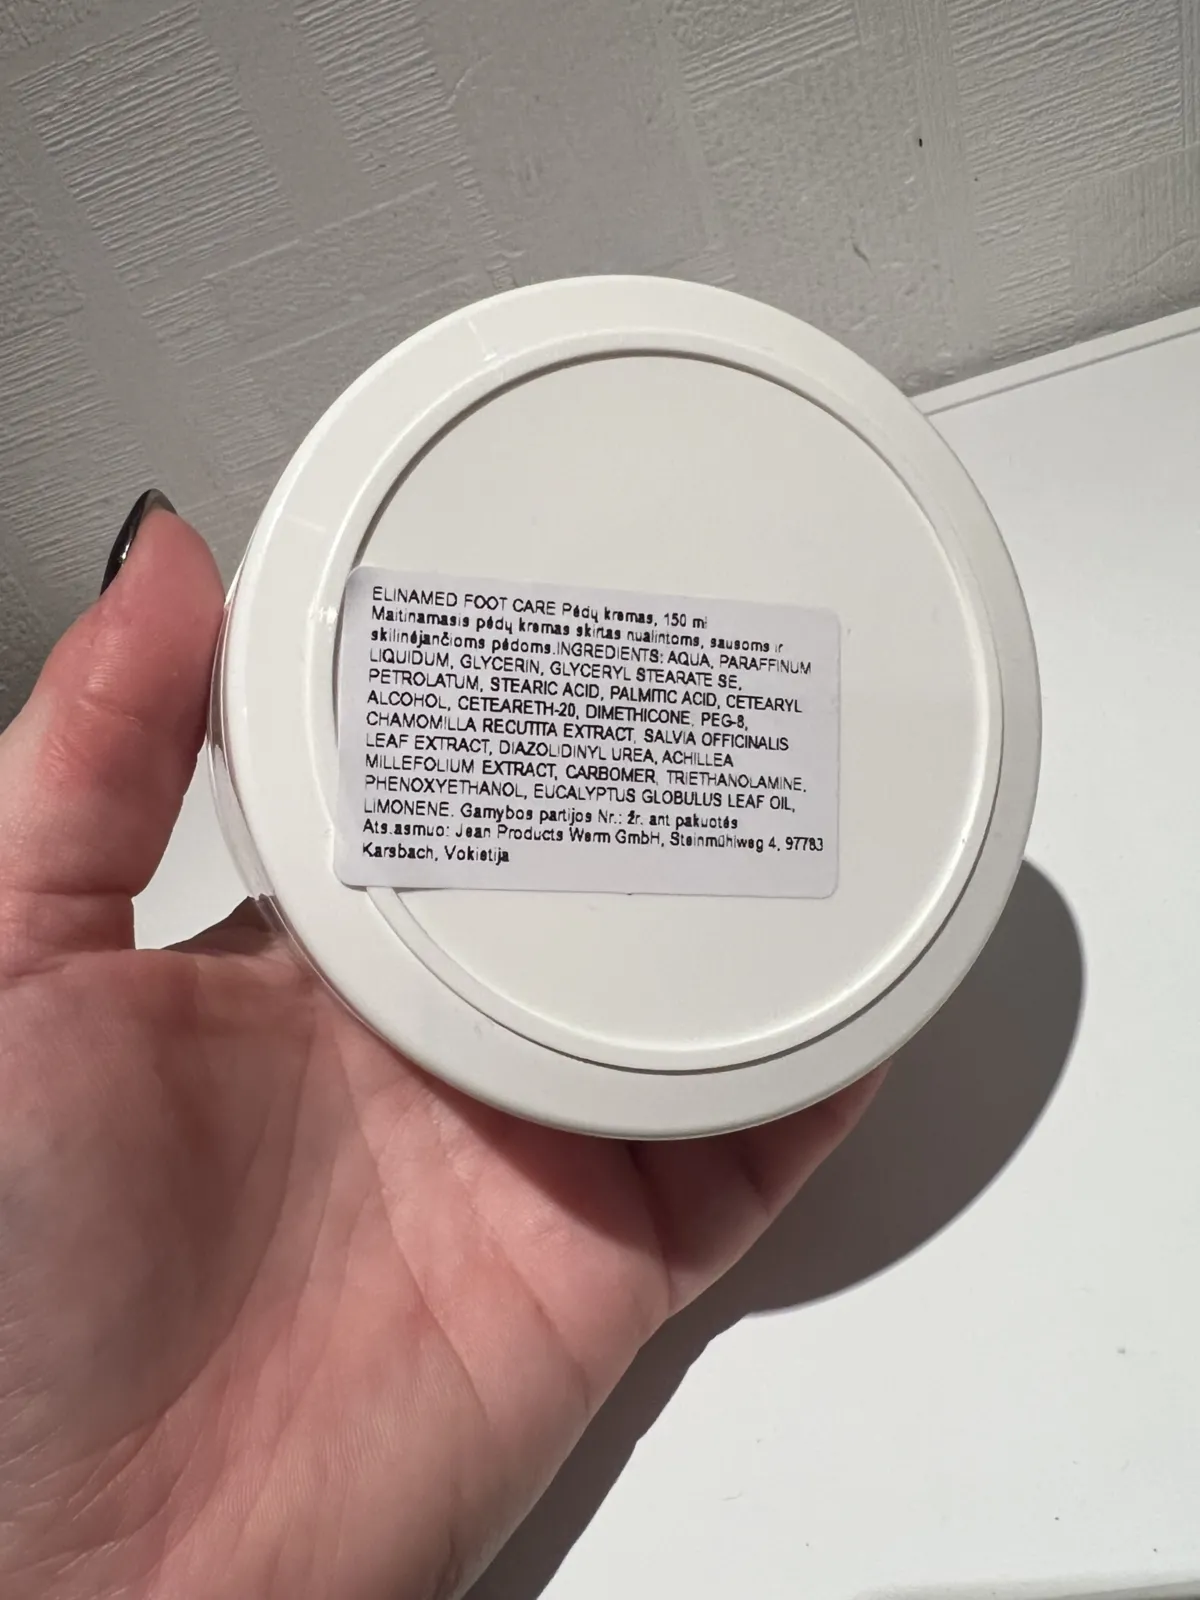 ELINAMED FOOT CARE Pėdų kremas, 150 ml
Maitinamasis pėdų kremas skirtas nualintoms, sausoms ir
skilinėjančioms pėdoms.INGREDIENTS: AQUA, PARAFFINUM
LIQUIDUM, GLYCERIN, GLYCERYL STEARATE SE,
PETROLATUM, STEARIC ACID, PALMITIC ACID, CETEARYL
ALCOHOL, CETEARETH-20, DIMETHICONE, PEG-8,
CHAMOMILLA RECUTITA EXTRACT, SALVIA OFFICINALIS
LEAF EXTRACT, DIAZOLIDINYL UREA, ACHILLEA
MILLEFOLIUM EXTRACT, CARBOMER, TRIETHANOLAMINE,
PHENOXYETHANOL, EUCALYPTUS GLOBULUS LEAF OIL,
LIMONENE. Gamybos partijos Nr.: žr. ant pakuotės
Ats.asmuo: Jean Products Werm GmbH, Steinmühlweg 4, 97783
Karsbach, Vokietija